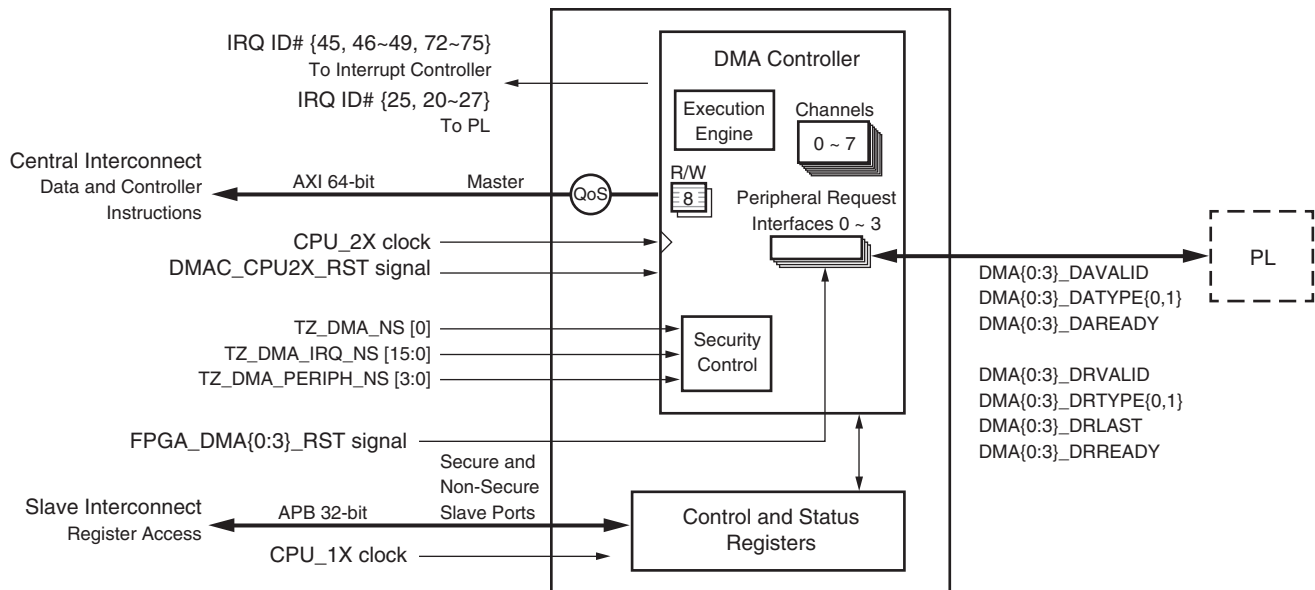 IRQ ID# {45, 46~49, 72~75}
To Interrupt Controller
IRQ ID# {25, 20~27}
To PL
DMA Controller
Execution
Engine
Channels
0 ~ 7
Central Interconnect
Data and Controller
Instructions
AXI 64-bit
Master
QoS
R/W
8
Peripheral Request
Interfaces 0 ~ 3
CPU_2X clock
DMAC_CPU2X_RST signal
PL
DMA{0:3}_DAVALID
DMA{0:3}_DATYPE{0,1}
DMA{0:3}_DAREADY
DMA{0:3}_DRVALID
DMA{0:3}_DRTYPE{0,1}
DMA{0:3}_DRLAST
DMA{0:3}_DRREADY
TZ_DMA_NS [0]
TZ_DMA_IRQ_NS [15:0]
TZ_DMA_PERIPH_NS [3:0]
Security
Control
FPGA_DMA{0:3}_RST signal
Slave Interconnect
Register Access
APB 32-bit
Secure and
Non-Secure
Slave Ports
Control and Status
Registers
CPU_1X clock